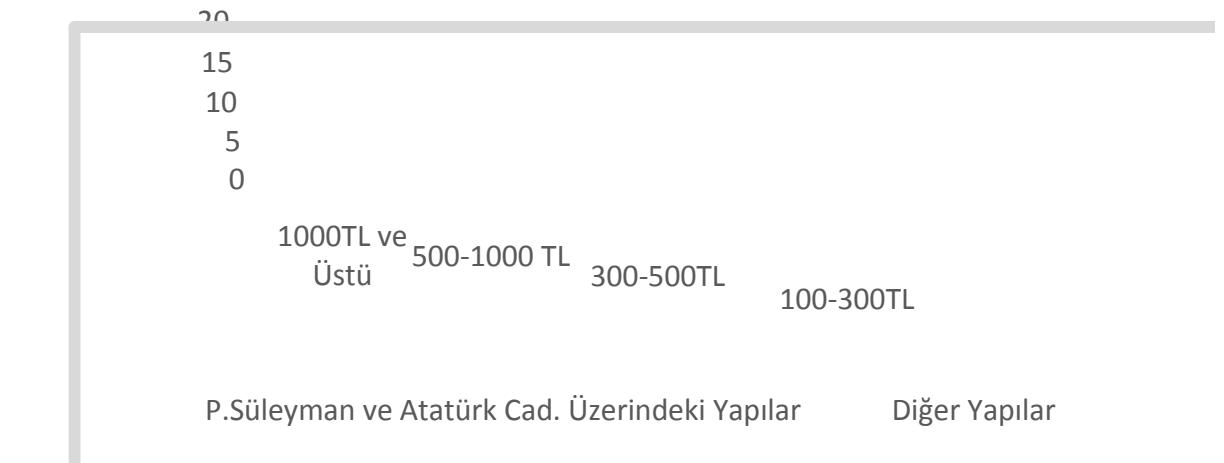 20
15
10
5
0
1000TL ve
Üstü
500-1000 TL
300-500TL
100-300TL
P.Süleyman ve Atatürk Cad. Üzerindeki Yapılar
Diğer Yapılar